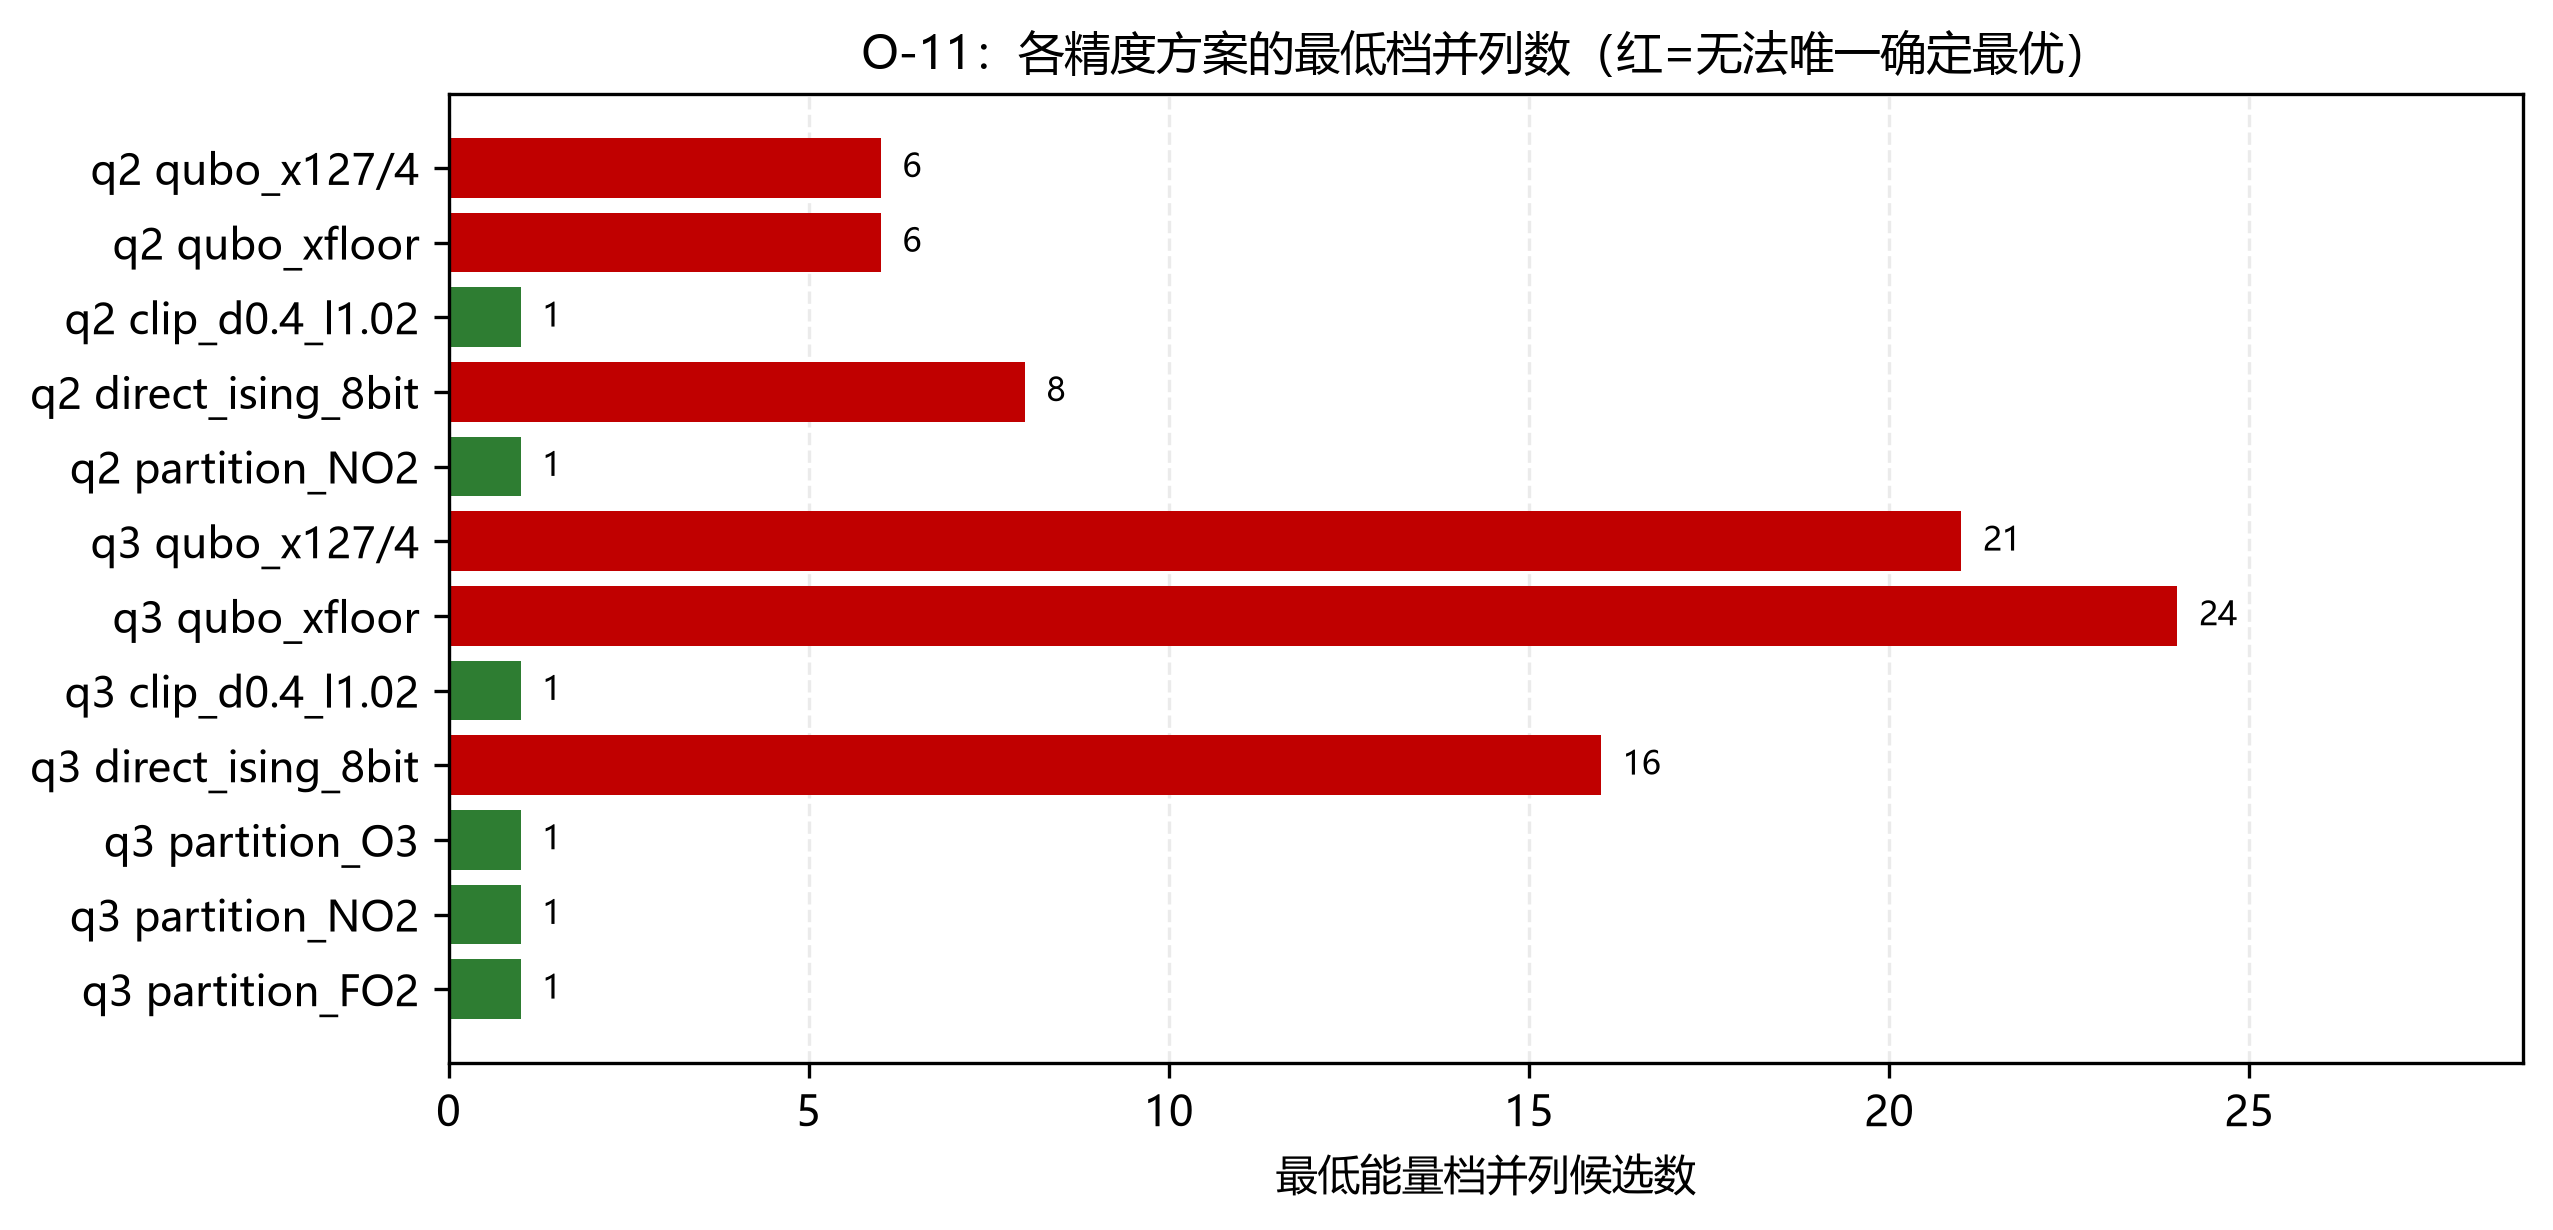 O-11：各精度方案的最低档并列数（红=无法唯一确定最优）
q2 qubo_x127/4 6
q2 qubo_xfloor 6
q2 clip_d0.4_l1.02 1
q2 direct_ising_8bit 8
q2 partition_NO2 1
q3 qubo_x127/4 21
q3 qubo_xfloor 24
q3 clip_d0.4_l1.02 1
q3 direct_ising_8bit 16
q3 partition_O3 1
q3 partition_NO2 1
q3 partition_FO2 1
0 5 10 15 20 25
最低能量档并列候选数